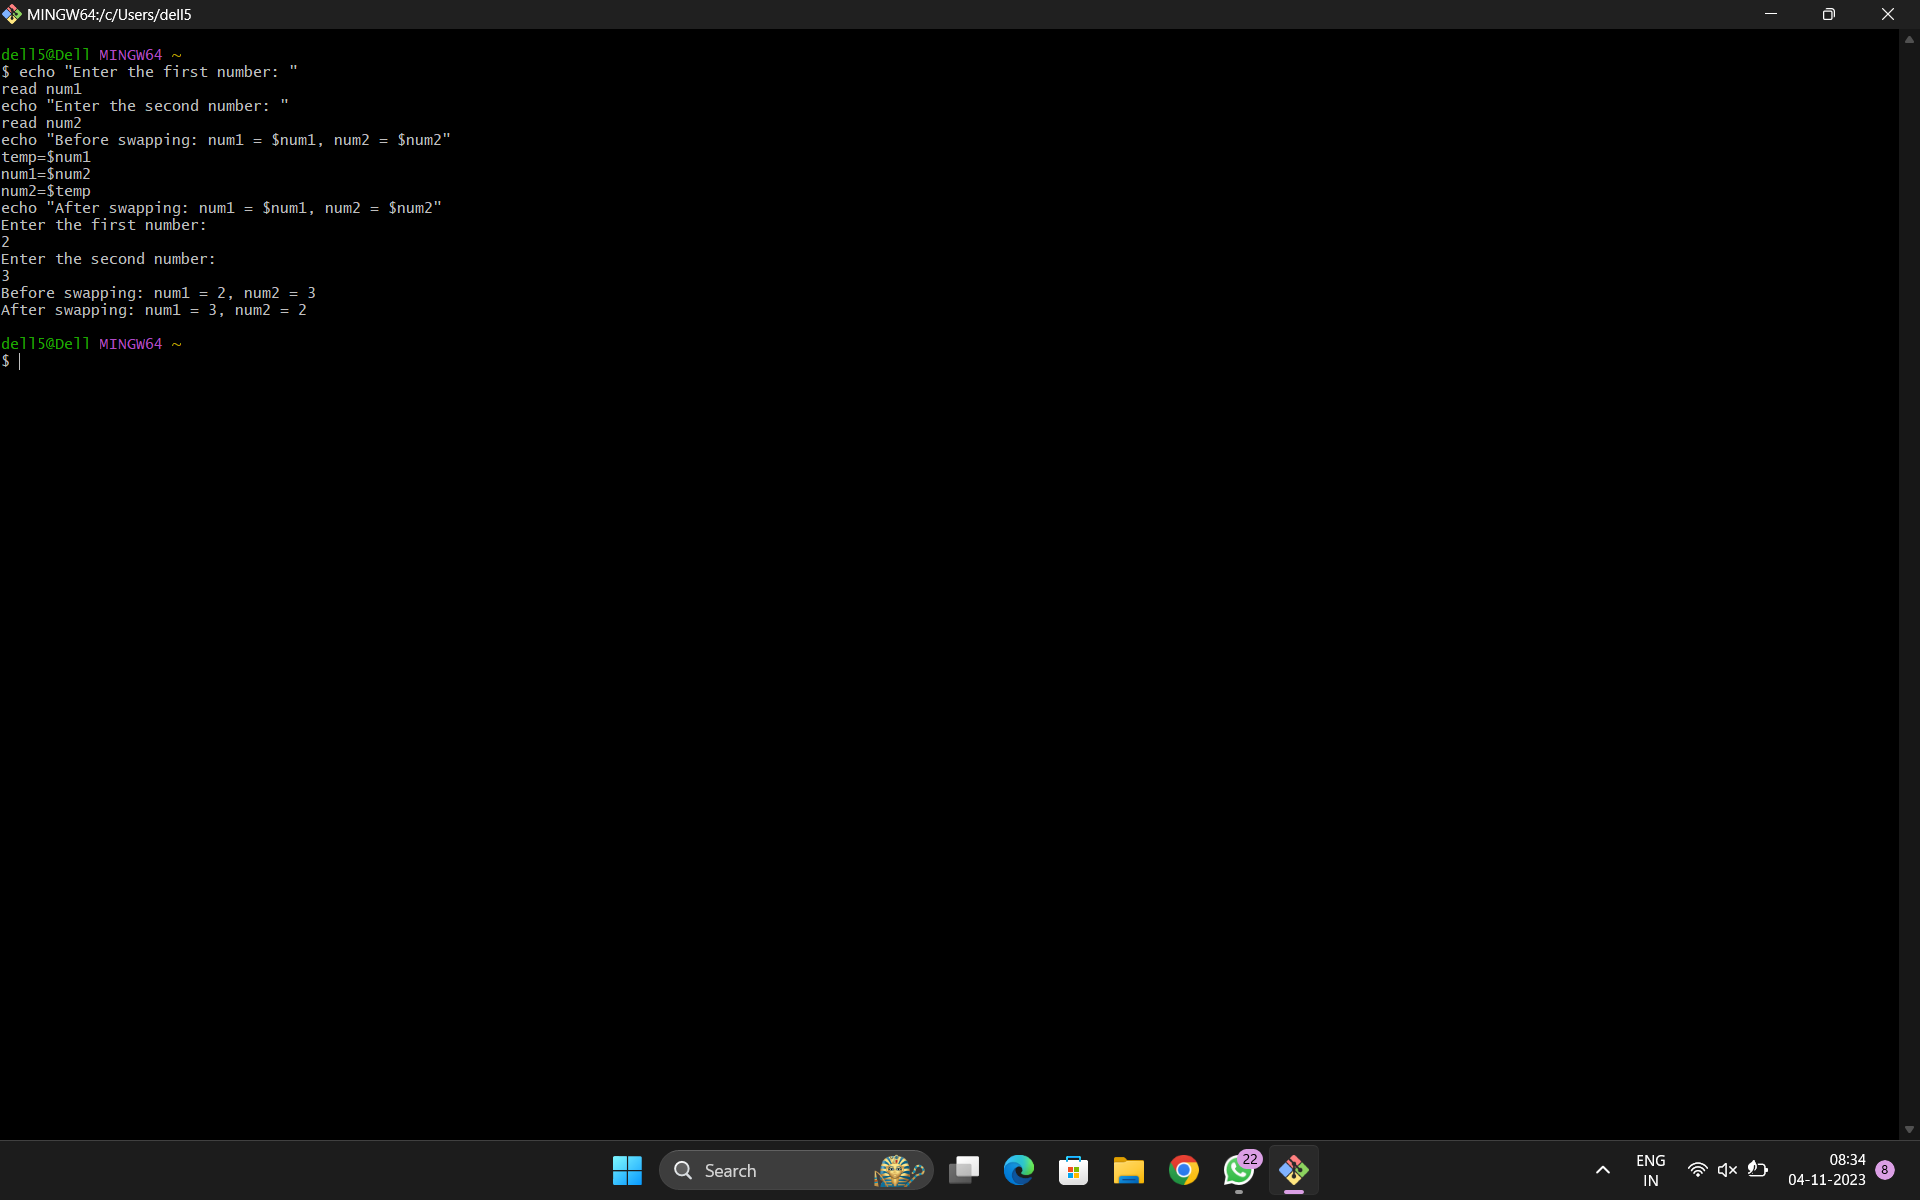 MINGW64:/c/Users/dell5
dell5@Dell MINGW64 ~
$ echo "Enter the first number: "
read num1
echo "Enter the second number: "
read num2
echo "Before swapping: num1 = $num1, num2 = $num2"
temp=$num1
num1=$num2
num2=$temp
echo "After swapping: num1 = $num1, num2 = $num2"
Enter the first number:
2
Enter the second number:
3
Before swapping: num1 = 2, num2 = 3
After swapping: num1 = 3, num2 = 2
dell5@Dell MINGW64 ~
$
Search
22
ENG
IN
08:34
04-11-2023
8